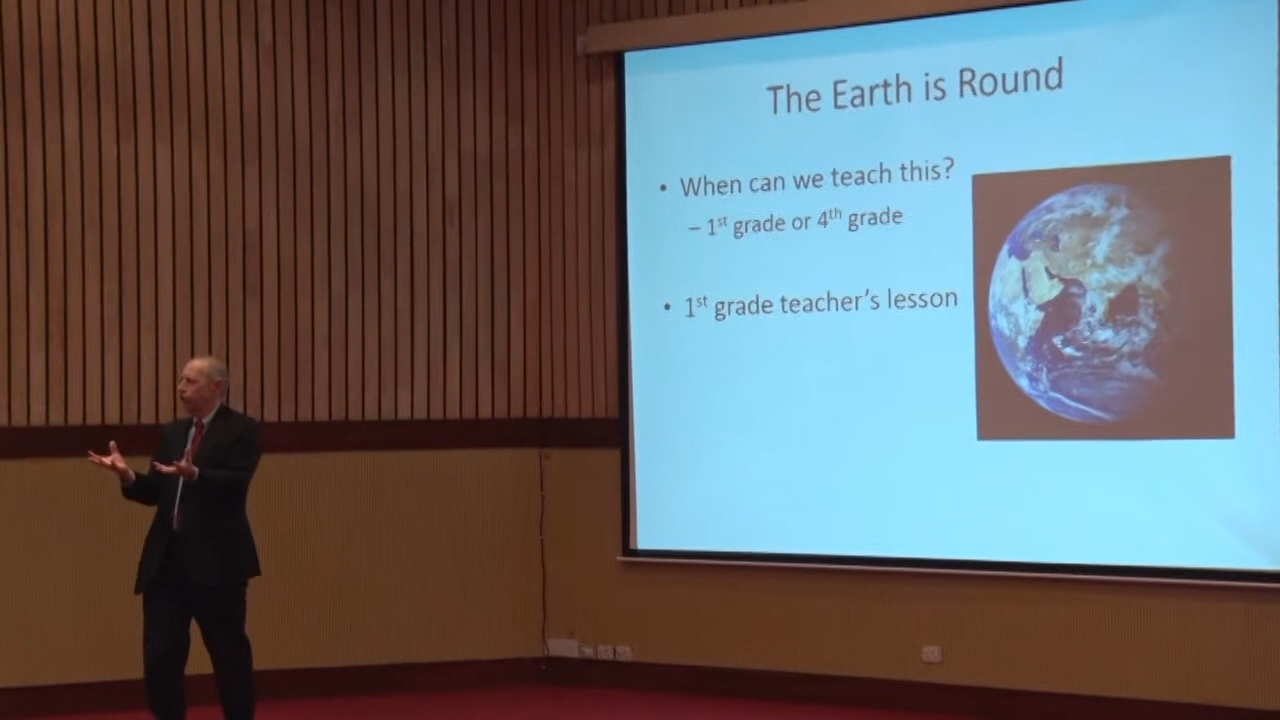 The Earth is Round
• When can we teach this?
– 1st grade or 4th grade
• 1st grade teacher's lesson